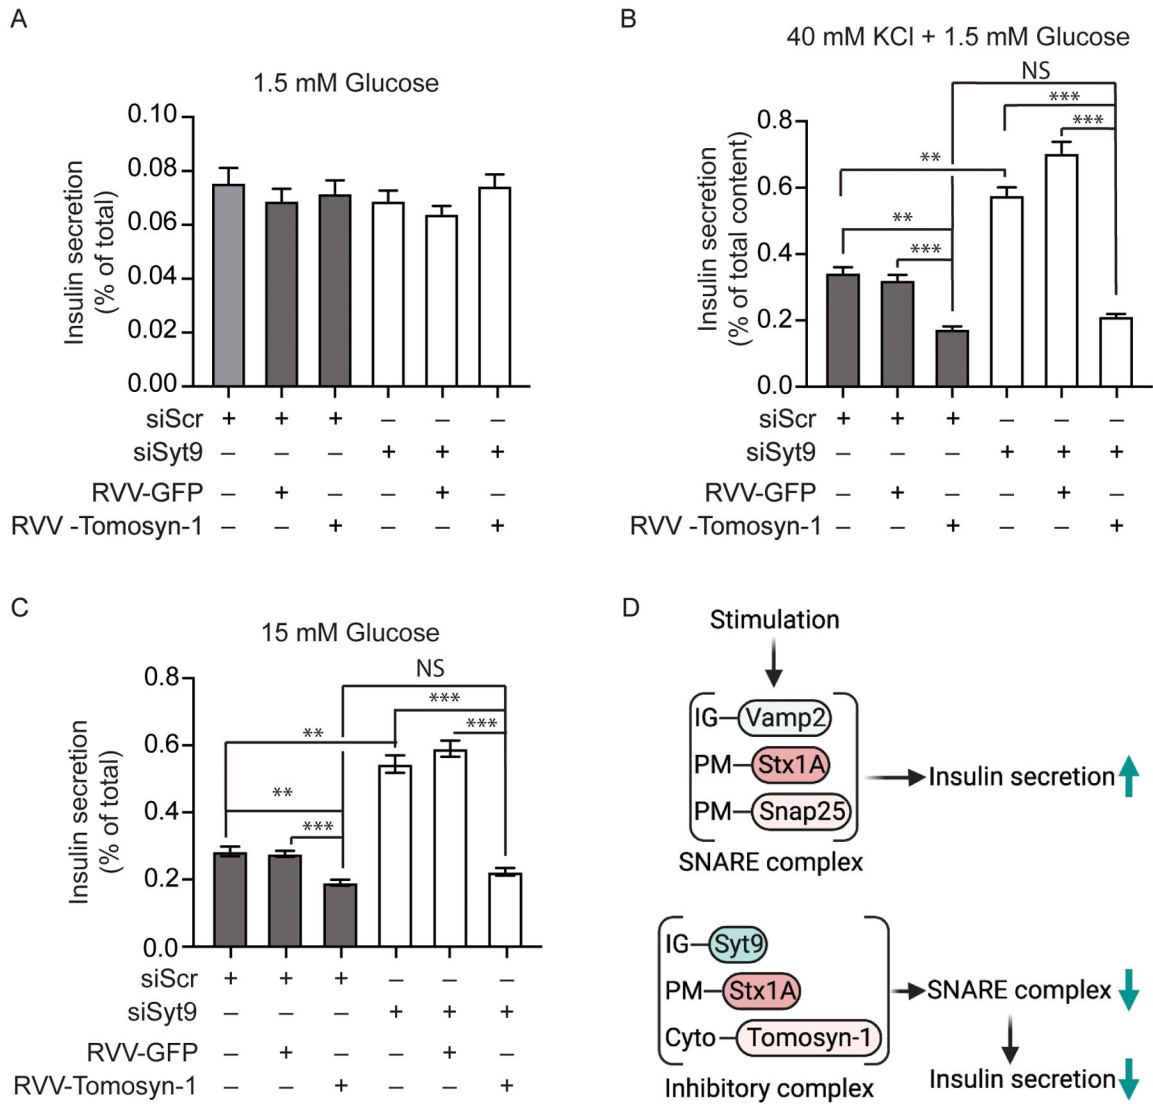 A
1.5 mM Glucose
Insulin secretion
(% of total)
0.10
0.08
0.06
0.04
0.02
0.00
siScr + + + – – –
siSyt9 – – – + + +
RVV-GFP – + – – + –
RVV -Tomosyn-1 – – + – – +
B
40 mM KCl + 1.5 mM Glucose
Insulin secretion
(% of total content)
NS
***
***
**
**
***
0.8
0.6
0.4
0.2
0.0
siScr + + + – – –
siSyt9 – – – + + +
RVV-GFP – + – – + –
RVV -Tomosyn-1 – – + – – +
C
15 mM Glucose
Insulin secretion
(% of total)
NS
***
***
**
**
***
0.8
0.6
0.4
0.2
0.0
siScr + + + – – –
siSyt9 – – – + + +
RVV-GFP – + – – + –
RVV-Tomosyn-1 – – + – – +
D
Stimulation
IG Vamp2
PM Stx1A
PM Snap25
SNARE complex
Insulin secretion
IG Syt9
PM Stx1A
Cyto Tomosyn-1
Inhibitory complex
SNARE complex
Insulin secretion